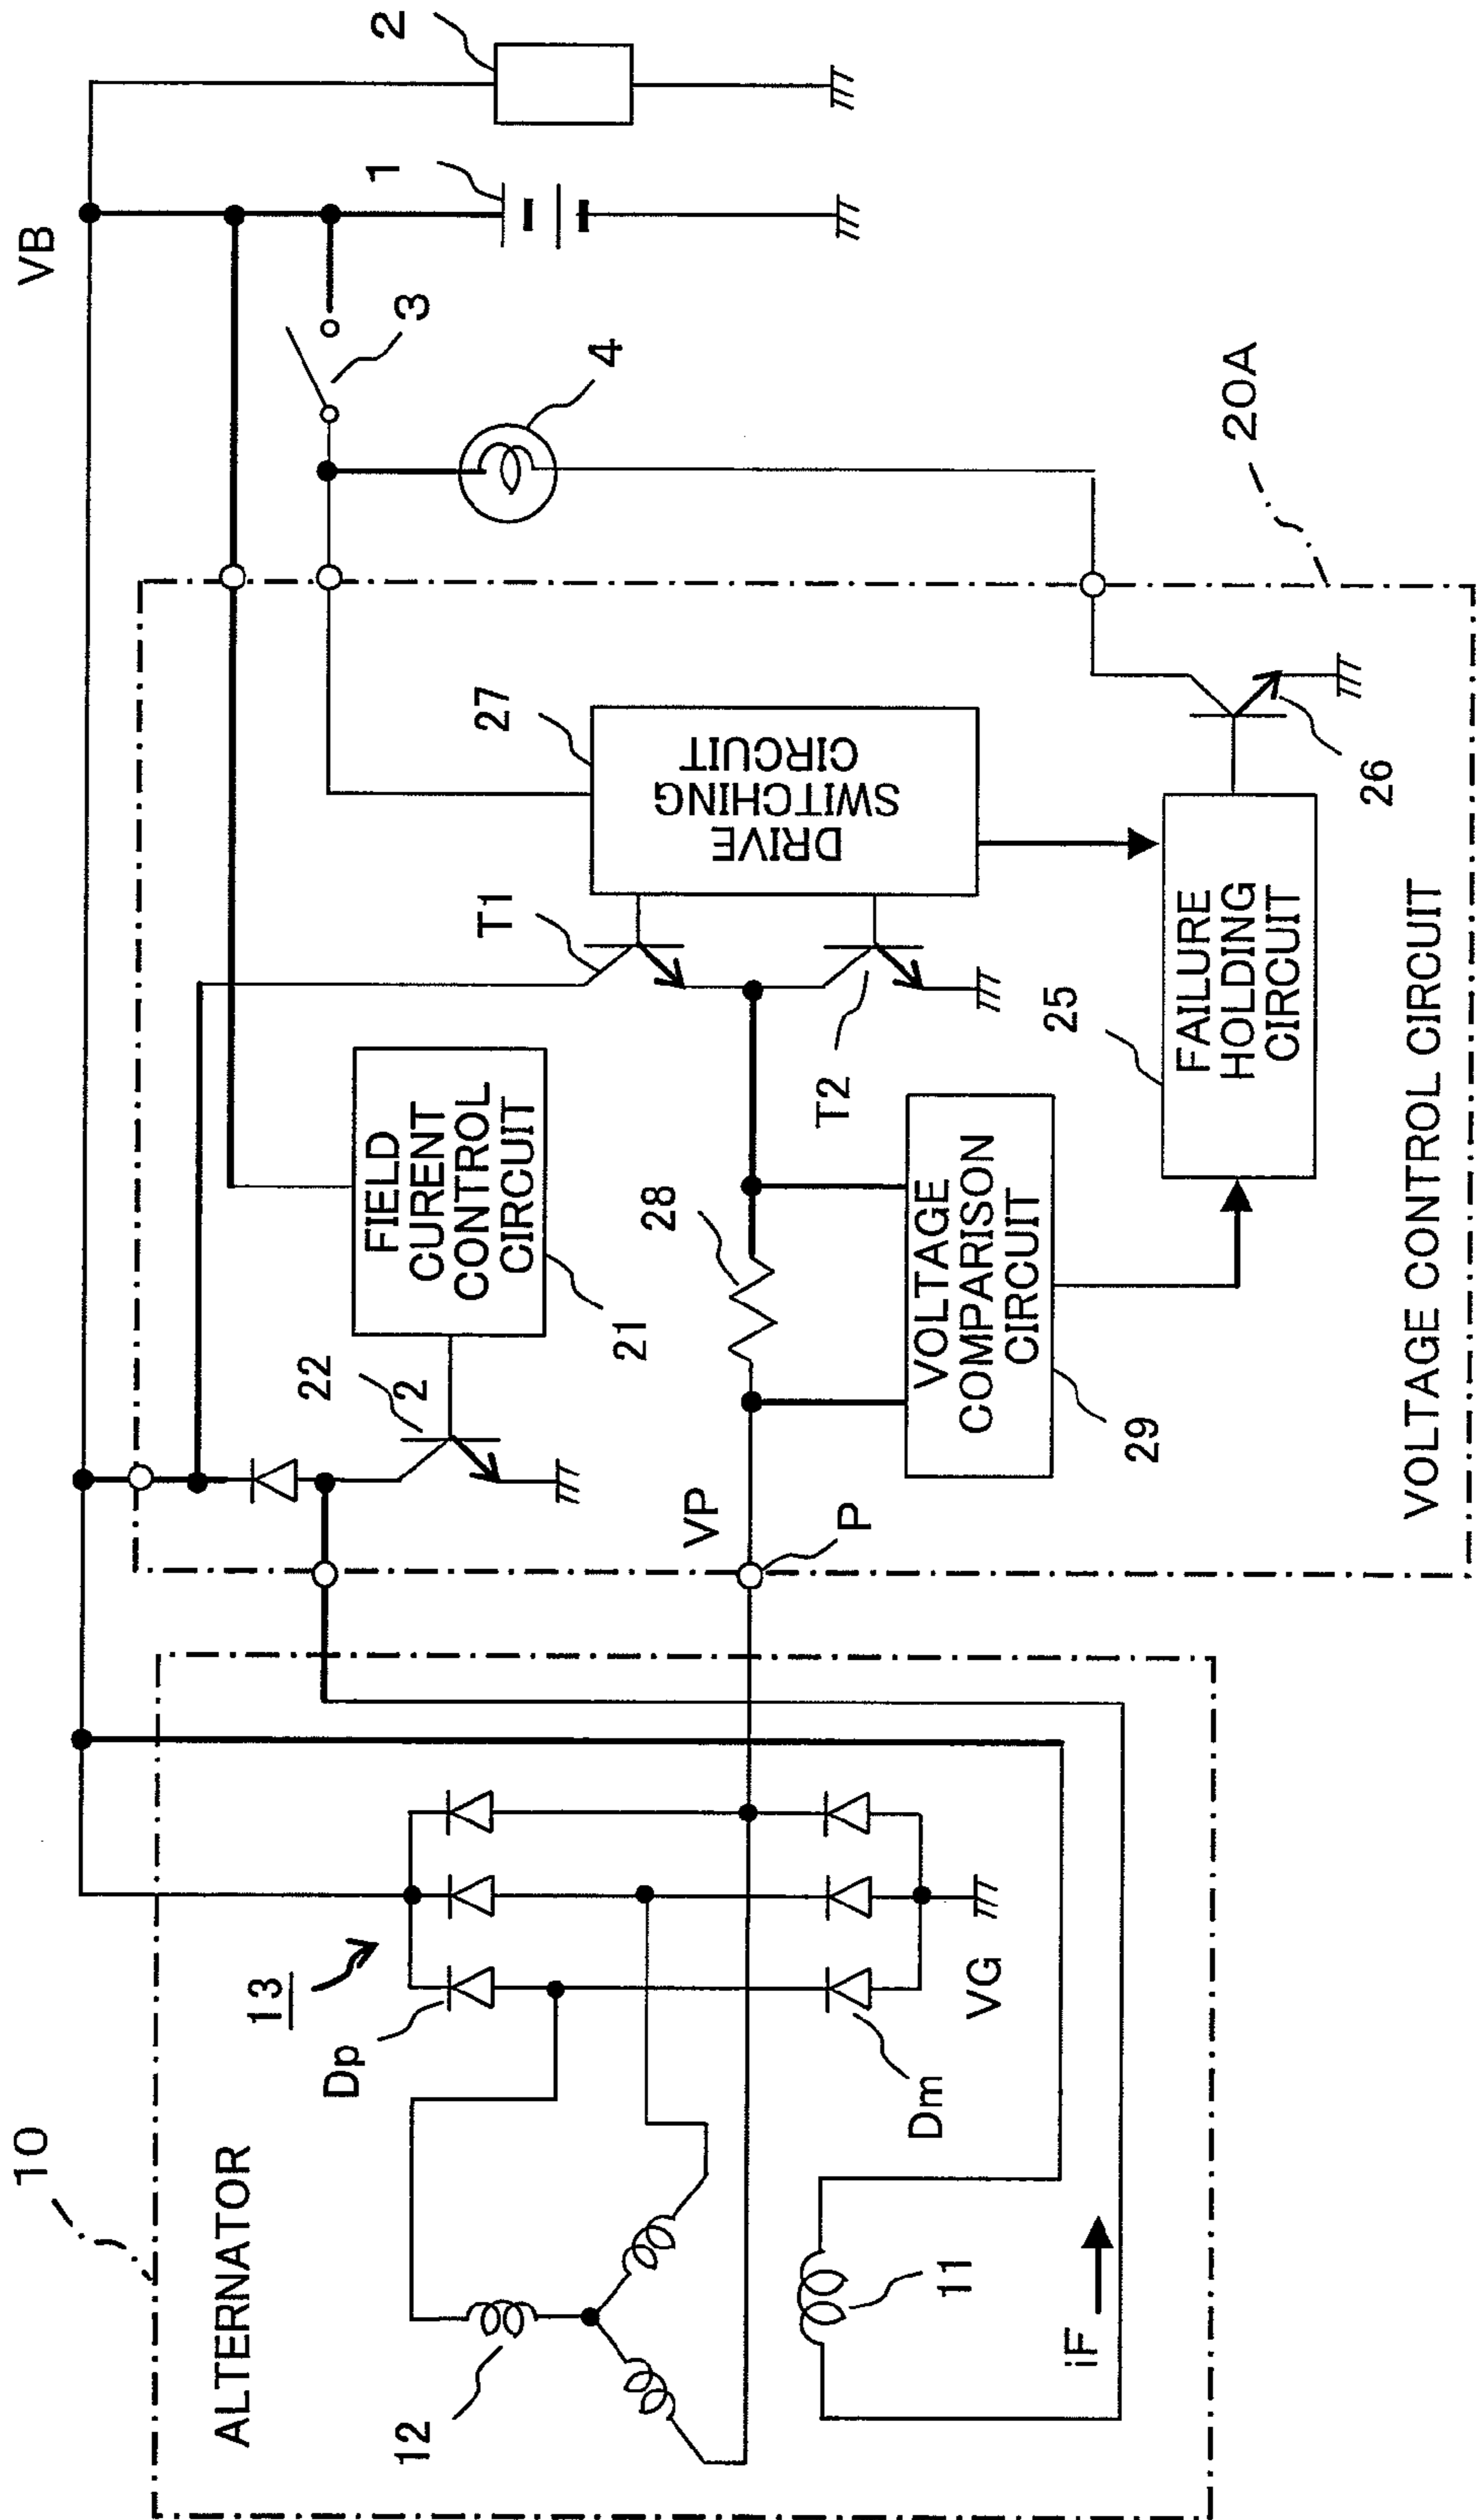 10
ALTERNATOR
12
13
Dp
Dm
VG
11
iF
VB
1
2
3
4
20A
VOLTAGE CONTROL CIRCUIT
22
2
FIELD
CURENT
CONTROL
CIRCUIT
21
VP
P
28
VOLTAGE
COMPARISON
CIRCUIT
29
T1
T2
DRIVE
SWITCHING
CIRCUIT
27
FAILURE
HOLDING
CIRCUIT
25
26